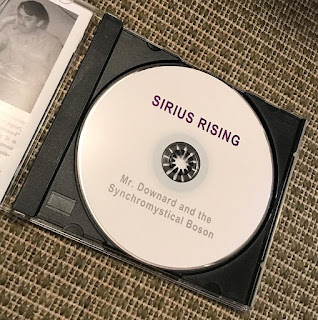 SIRIUS RISING
Mr. Downard and the
Synchromystical Boson